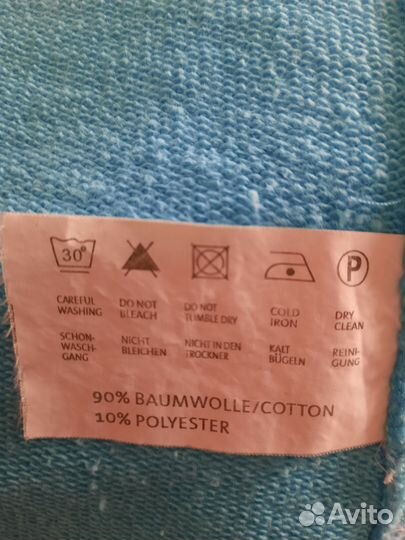 30°
P
CAREFUL WASHING
DO NOT BLEACH
DO NOT TUMBLE DRY
COLD IRON
DRY CLEAN
SCHON- WASCH- GANG
NICHT BLEICHEN
NICHT IN DEN TROCKNER
KALT BÜGELN
REINI- GUNG
90% BAUMWOLLE/COTTON
10% POLYESTER
Avito